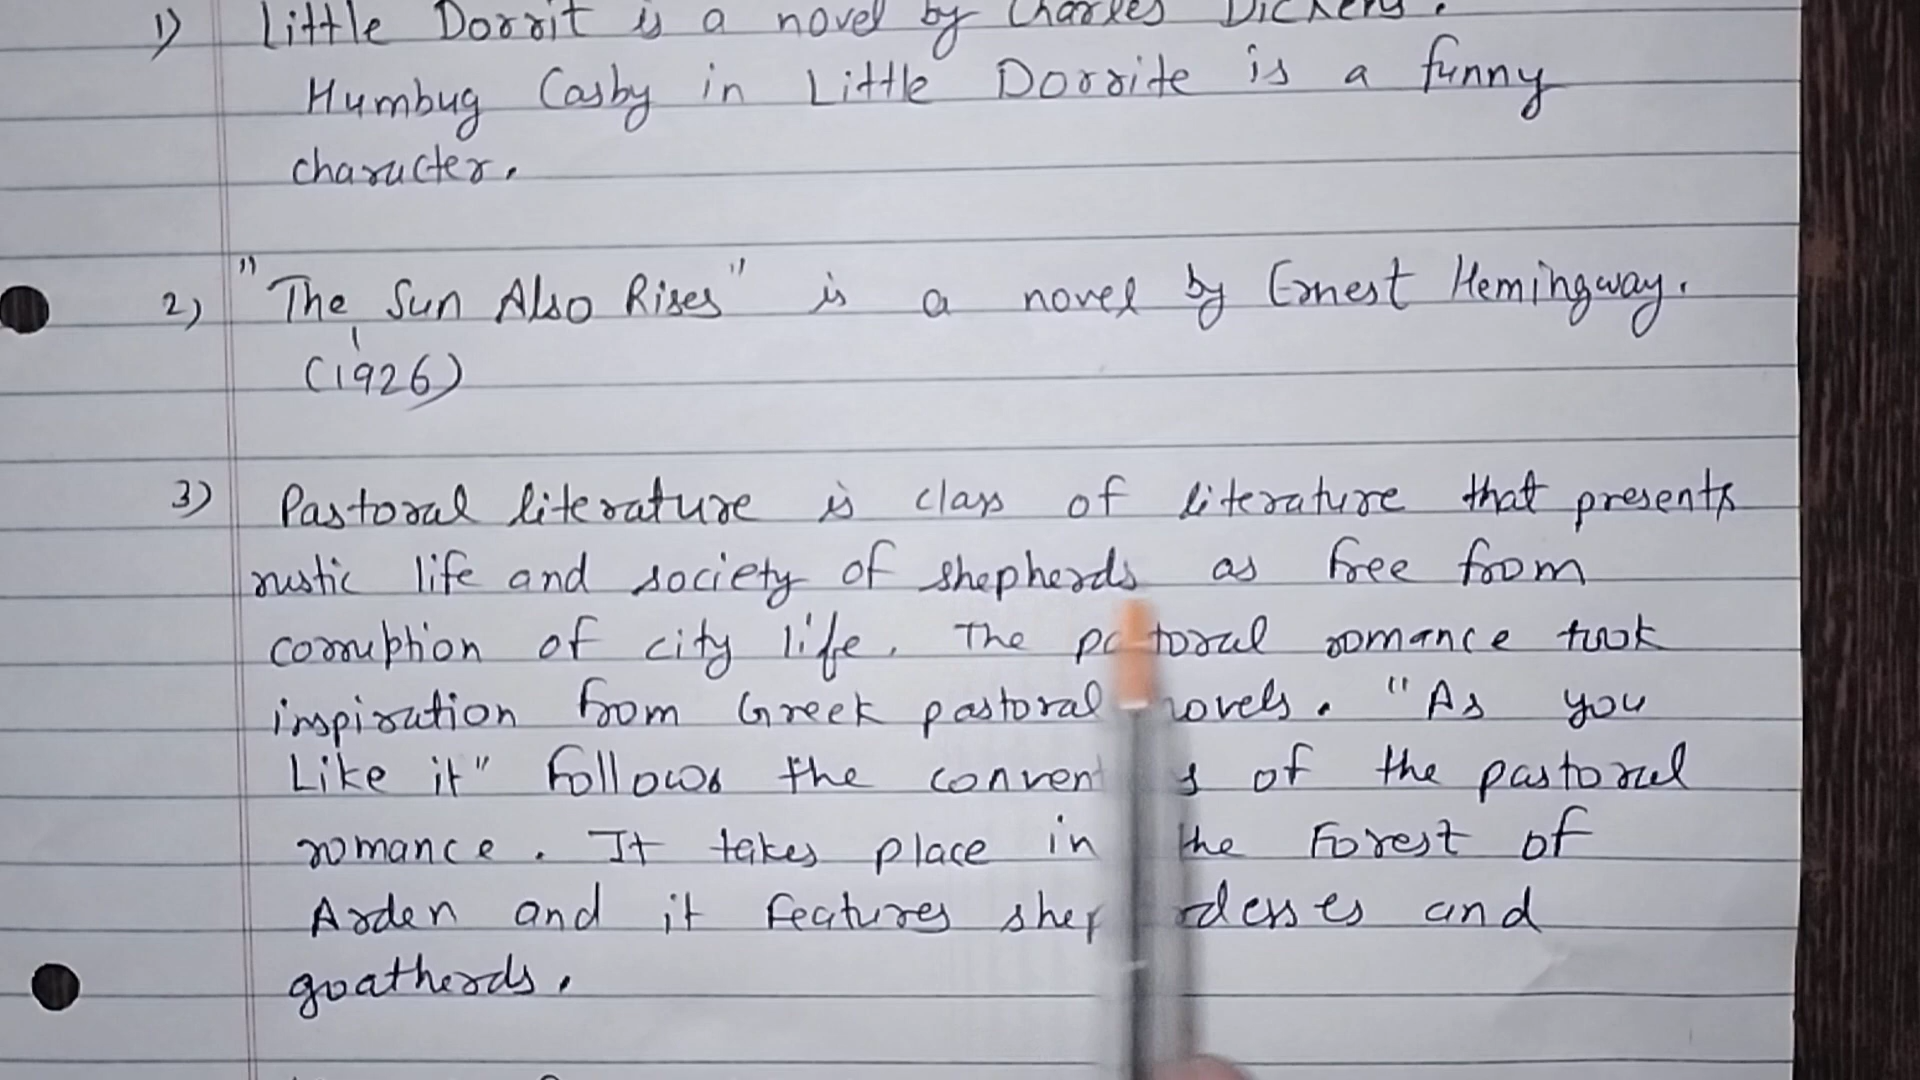 1) Little Dorrit is a novel by Charles Dickens.
Humbug Casby in Little Dorrite is a funny
character.
2) "The Sun Also Rises" is a novel by Ernest Hemingway.
(1926)
3) Pastoral literature is class of literature that presents
rustic life and society of shepherds as free from
corruption of city life. The pastoral romance took
inspiration from Greek pastoral novels. "As you
Like it" follows the of the pastoral
romance. It takes place in the Forest of
Arden and it features and
goatherds.